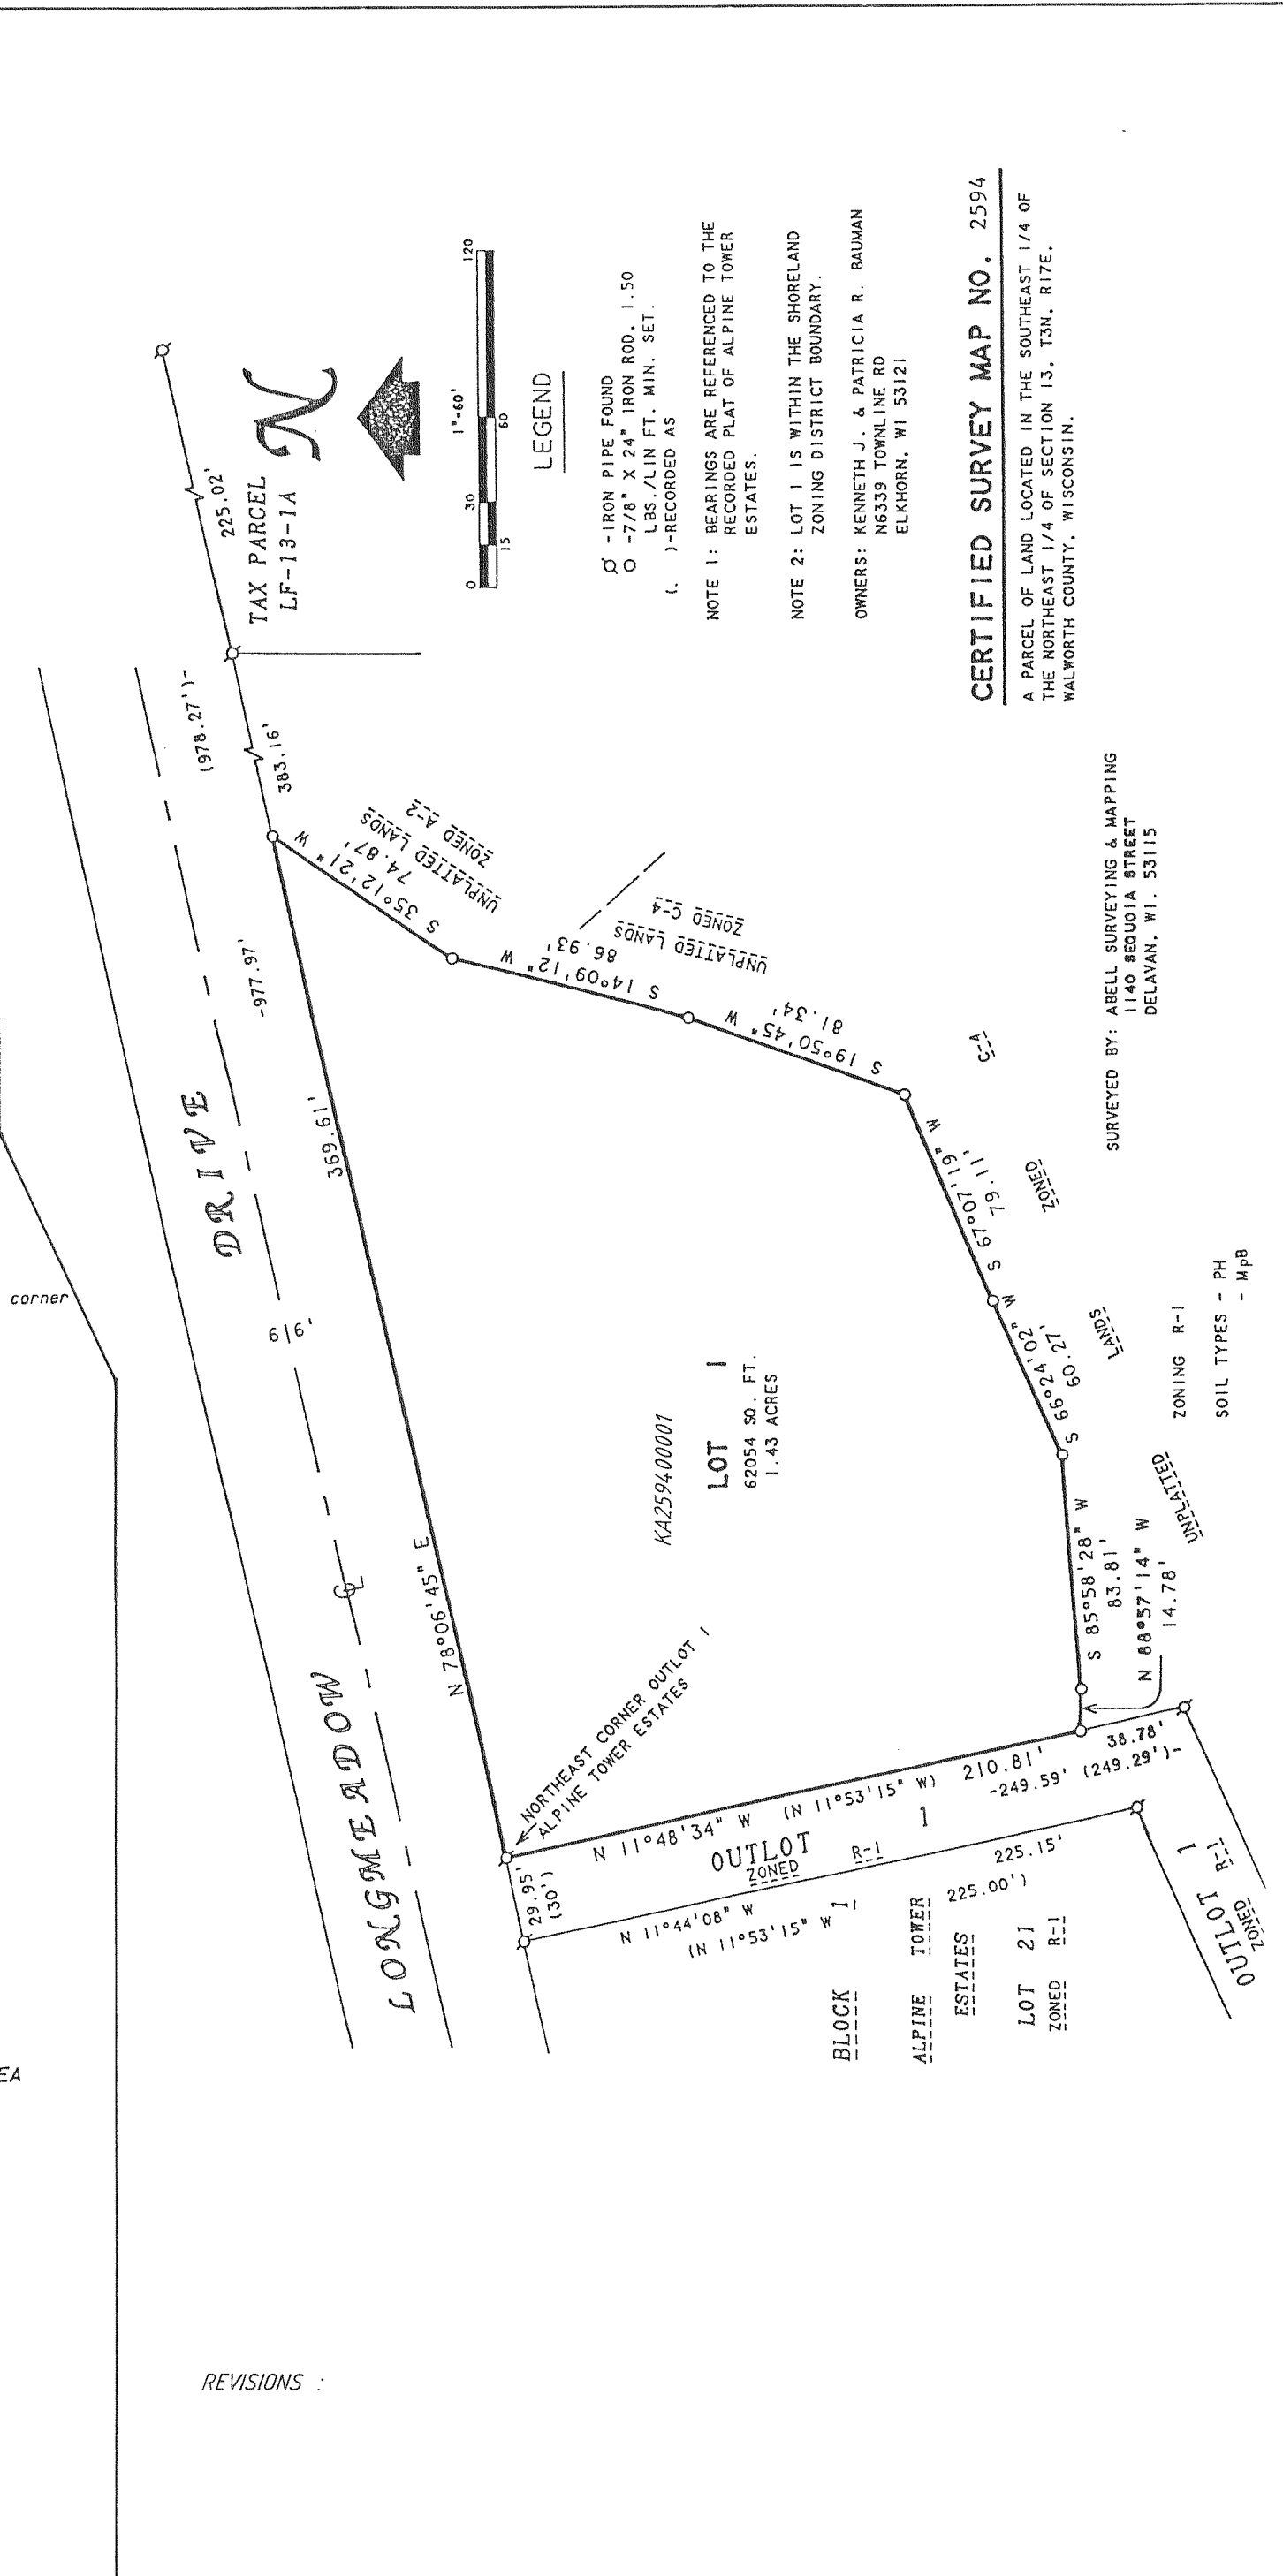 225.02'
TAX PARCEL
LF-13-1A
N
(978.27')-
383.16'
-977.97'
369.61'
N 78°06'45" E
DRIVE
LONGMEADOW
6|6'
1"=60'
0
15
30
60
120
LEGEND
-IRON PIPE FOUND
-7/8" X 24" IRON ROD, 1.50
LBS./LIN FT. MIN. SET.
( )-RECORDED AS
NOTE 1: BEARINGS ARE REFERENCED TO THE
RECORDED PLAT OF ALPINE TOWER
ESTATES.
NOTE 2: LOT 1 IS WITHIN THE SHORELAND
ZONING DISTRICT BOUNDARY.
OWNERS: KENNETH J. & PATRICIA R. BAUMAN
N6339 TOWNLINE RD
ELKHORN, WI 53121
CERTIFIED SURVEY MAP NO. 2594
A PARCEL OF LAND LOCATED IN THE SOUTHEAST 1/4 OF
THE NORTHEAST 1/4 OF SECTION 13, T3N, R17E,
WALWORTH COUNTY, WISCONSIN.
SURVEYED BY: ABELL SURVEYING & MAPPING
1140 SEQUOIA STREET
DELAVAN, WI. 53115
S 35°12'21" W
74.87'
UNPLATTED LANDS
ZONED A-2
S 14°09'12" W
86.93'
UNPLATTED LANDS
ZONED C-4
S 19°50'45" W
81.34'
S 67°07'19" W
79.11'
S 66°24'02" W
60.27'
S 85°58'28" W
83.81'
N 88°57'14" W
14.78'
UNPLATTED
LANDS
ZONED
C-4
ZONING R-1
SOIL TYPES - PH
- MpB
KA259400001
LOT 1
62054 SQ. FT.
1.43 ACRES
NORTHEAST CORNER OUTLOT 1
ALPINE TOWER ESTATES
29.95'
(30')
N 11°48'34" W (N 11°53'15" W) 210.81'
38.78'
-249.59' (249.29')-
OUTLOT 1
ZONED R-1
N 11°44'08" W 225.15'
(N 11°53'15" W 225.00')
BLOCK 1
ALPINE TOWER
ESTATES
LOT 21
ZONED R-1
OUTLOT 1
ZONED R-1
corner
EA
REVISIONS :